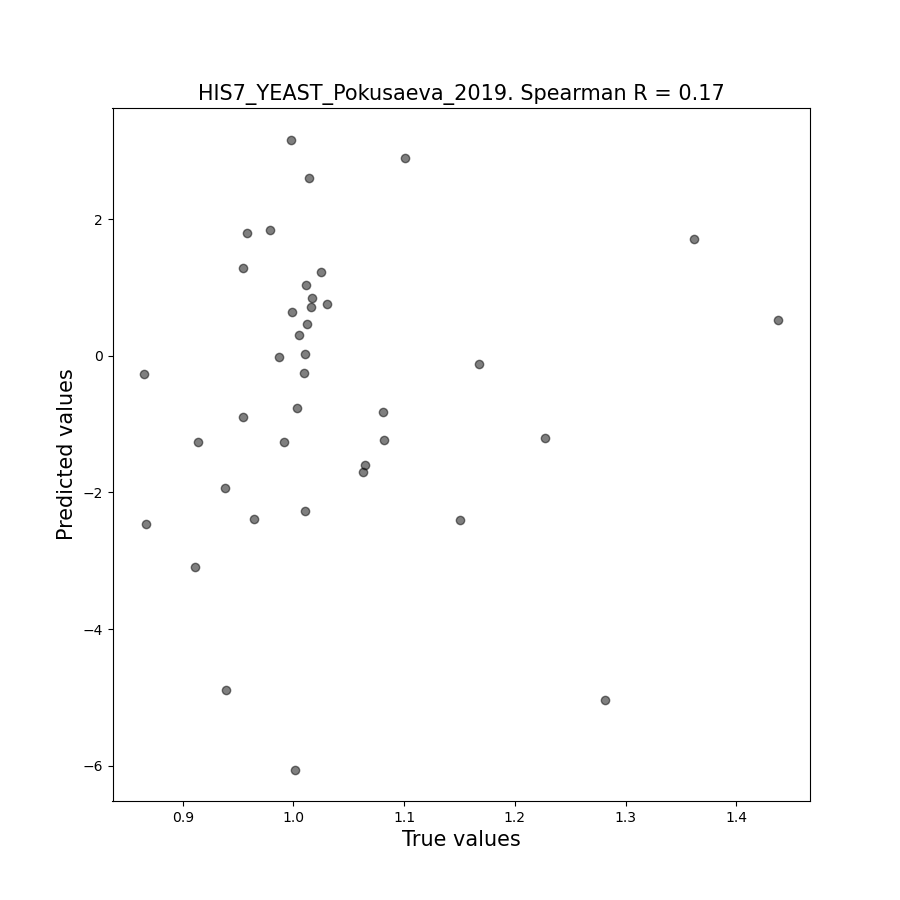 HIS7_YEAST_Pokusaeva_2019. Spearman R = 0.17
Predicted values
2
0
−2
−4
−6
0.9 1.0 1.1 1.2 1.3 1.4
True values